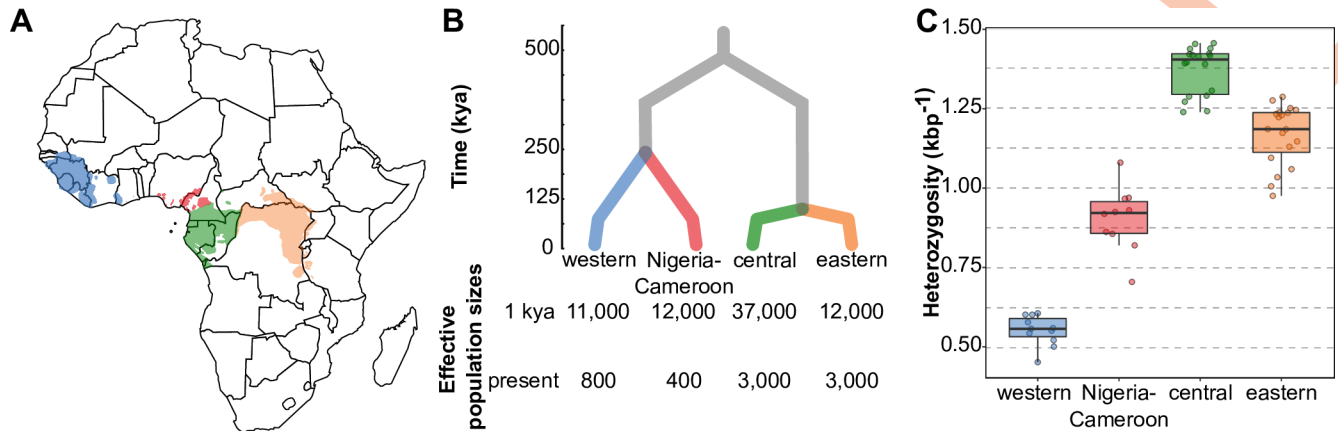 A
B
Time (kya)
500
250
125
0
western
Nigeria-
Cameroon
central
eastern
Effective
population sizes
1 kya
11,000
12,000
37,000
12,000
present
800
400
3,000
3,000
C
Heterozygosity (kbp-1)
1.50
1.25
1.00
0.75
0.50
western
Nigeria-
Cameroon
central
eastern